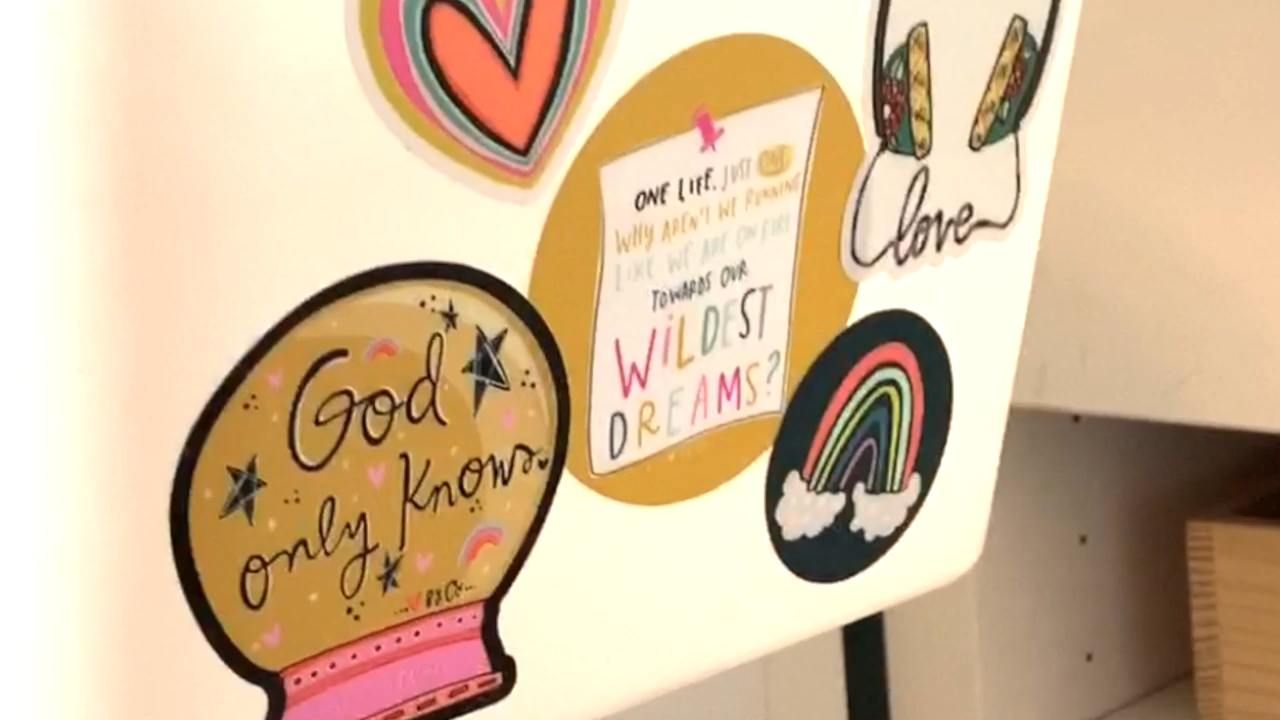 ONE LIFE. JUST ONE
WHY AREN'T WE RUNNING
LIKE WE ARE ON FIRE
TOWARDS OUR
WILDEST
DREAMS?
love
God
only Knows